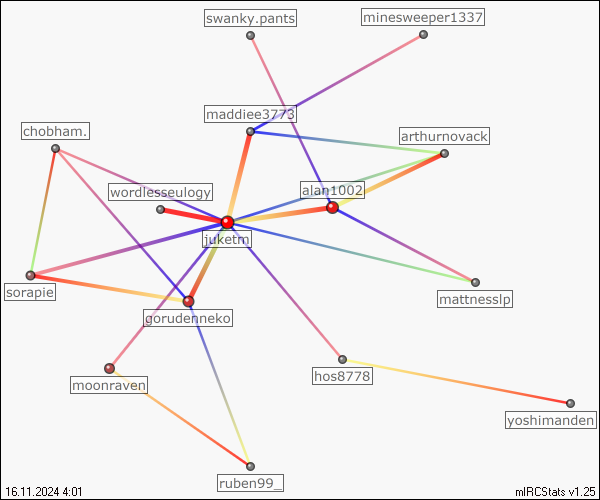 swanky.pants
minesweeper1337
maddiee3773
chobham.
arthurnovack
wordlesseulogy
alan1002
juketm
sorapie
mattnesslp
gorudenneko
moonraven
hos8778
yoshimanden
ruben99_
16.11.2024 4:01
mIRCStats v1.25